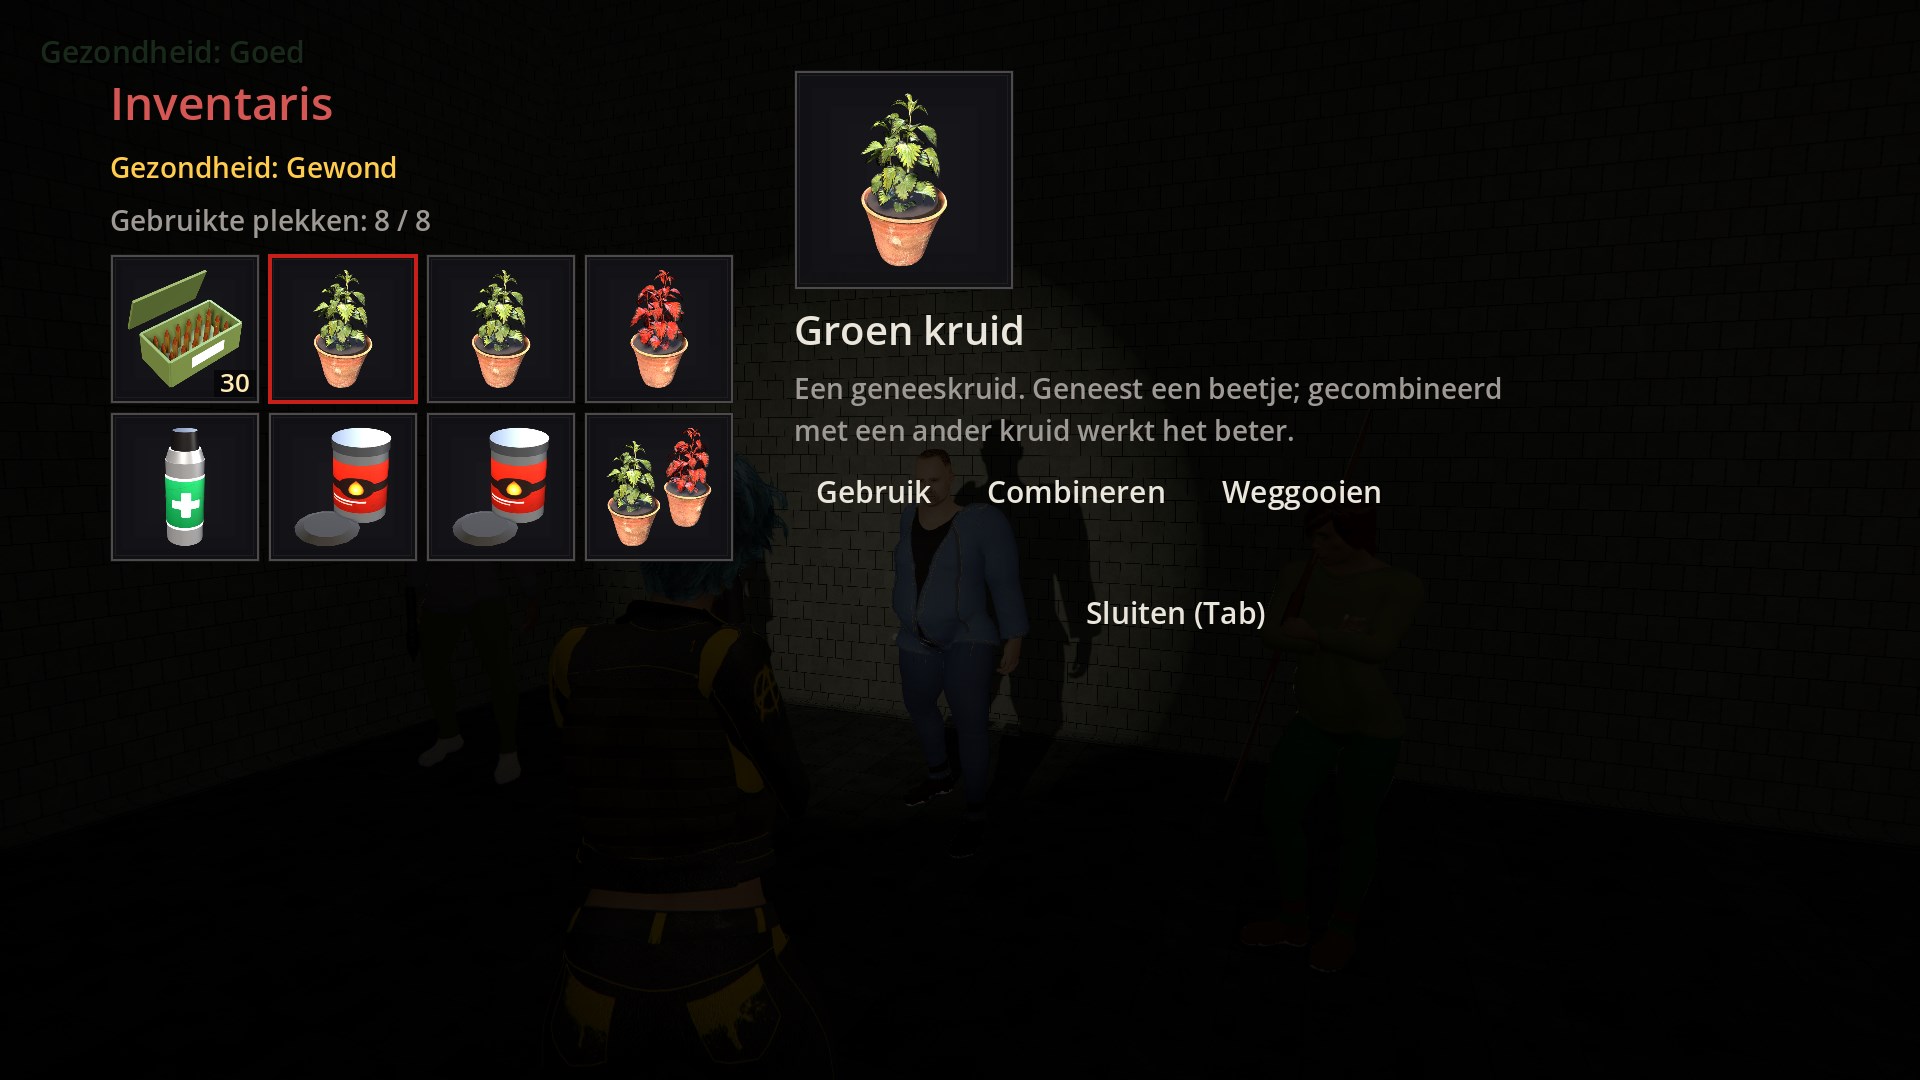 Gezondheid: Goed
Inventaris
Gezondheid: Gewond
Gebruikte plekken: 8 / 8
30
Groen kruid
Een geneeskruid. Geneest een beetje; gecombineerd
met een ander kruid werkt het beter.
Gebruik Combineren Weggooien
Sluiten (Tab)